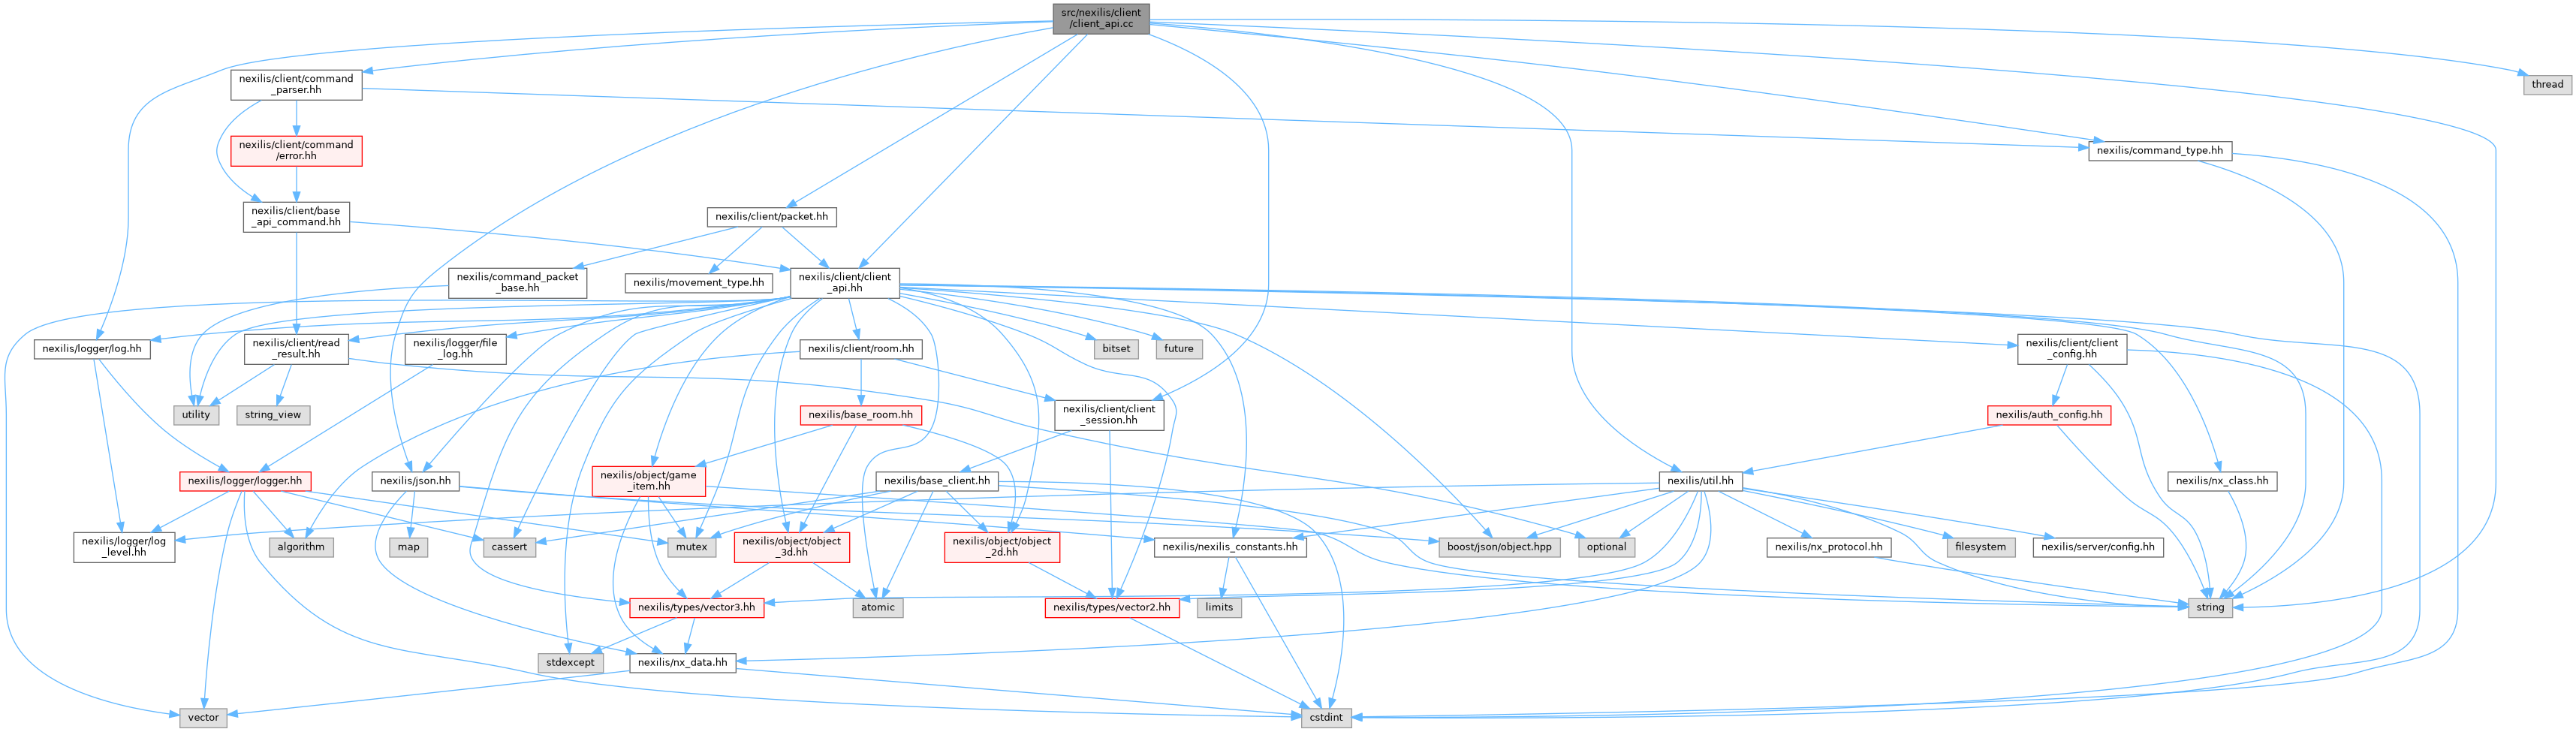 src/nexilis/client
/client_api.cc
nexilis/client/command
_parser.hh
thread
nexilis/client/command
/error.hh
nexilis/command_type.hh
nexilis/client/base
_api_command.hh
nexilis/client/packet.hh
nexilis/command_packet
_base.hh
nexilis/movement_type.hh
nexilis/client/client
_api.hh
nexilis/logger/log.hh
nexilis/client/read
_result.hh
nexilis/logger/file
_log.hh
nexilis/client/room.hh
bitset
future
nexilis/client/client
_config.hh
utility
string_view
nexilis/base_room.hh
nexilis/client/client
_session.hh
nexilis/auth_config.hh
nexilis/logger/logger.hh
nexilis/json.hh
nexilis/object/game
_item.hh
nexilis/base_client.hh
nexilis/util.hh
nexilis/nx_class.hh
nexilis/logger/log
_level.hh
algorithm
map
cassert
mutex
nexilis/object/object
_3d.hh
nexilis/object/object
_2d.hh
nexilis/nexilis_constants.hh
boost/json/object.hpp
optional
nexilis/nx_protocol.hh
filesystem
nexilis/server/config.hh
nexilis/types/vector3.hh
atomic
nexilis/types/vector2.hh
limits
string
stdexcept
nexilis/nx_data.hh
vector
cstdint